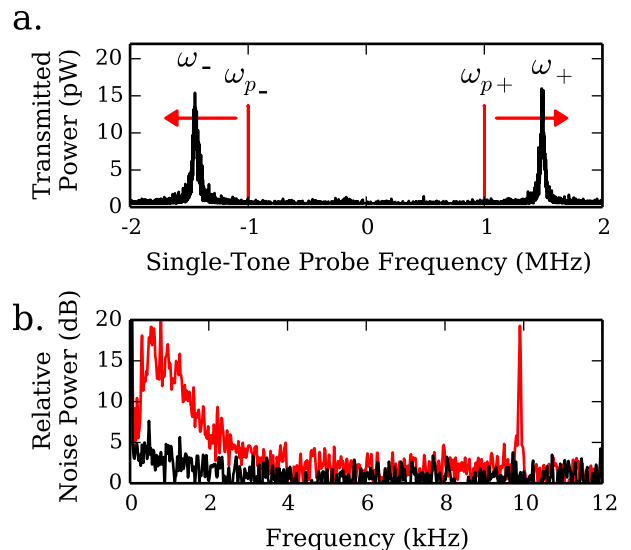 a.
Transmitted
Power (pW)
20
15
10
5
0
ω-
ωp-
ωp+
ω+
-2
-1
0
1
2
Single-Tone Probe Frequency (MHz)
b.
Relative
Noise Power (dB)
20
15
10
5
0
0
2
4
6
8
10
12
Frequency (kHz)